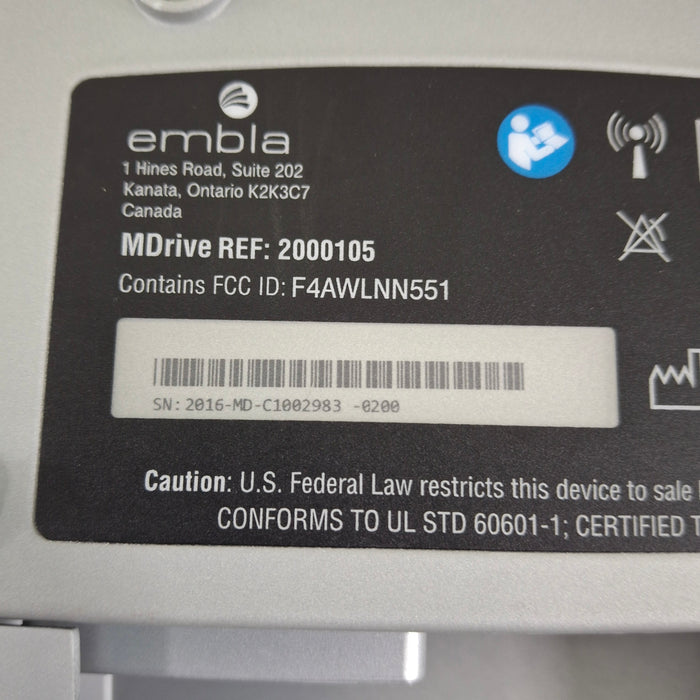 embla
1 Hines Road, Suite 202
Kanata, Ontario K2K3C7
Canada
MDrive REF: 2000105
Contains FCC ID: F4AWLNN551
SN: 2016-MD-C1002983 -0200
Caution: U.S. Federal Law restricts this device to sale
CONFORMS TO UL STD 60601-1; CERTIFIED